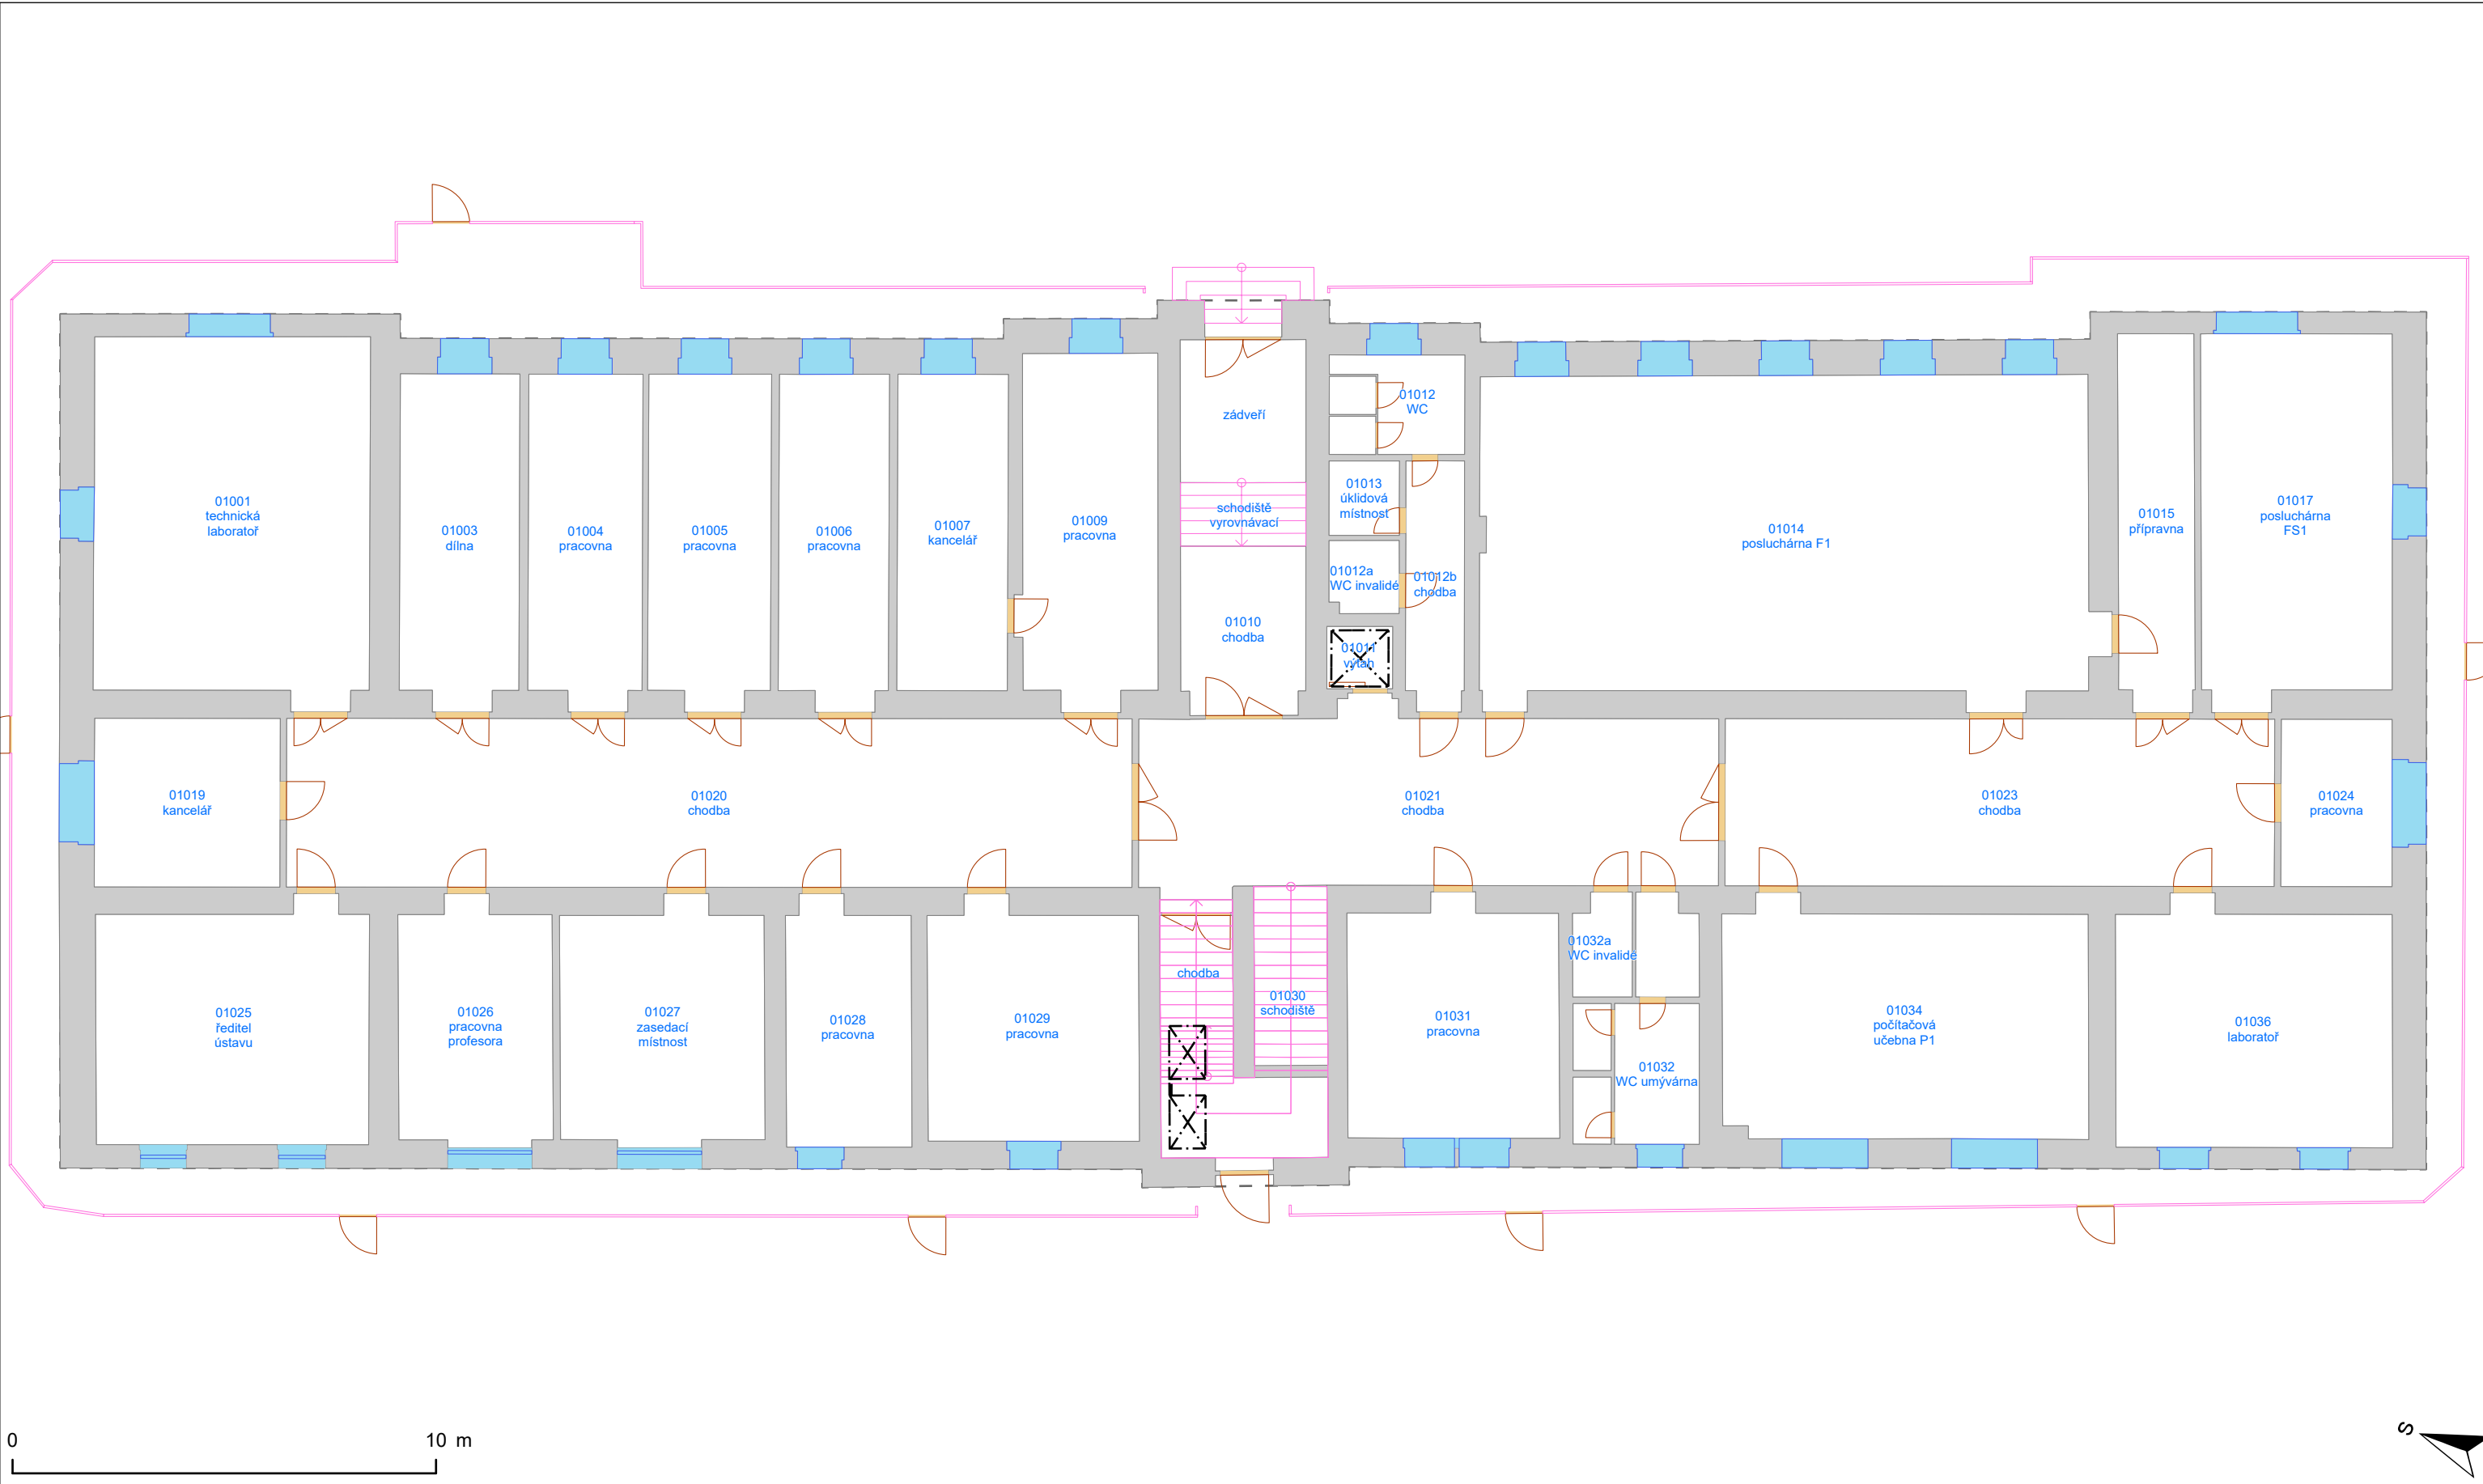 zádveří
01012
WC
01013
úklidová
místnost
01001
technická
laboratoř
01003
dílna
01004
pracovna
01005
pracovna
01006
pracovna
01007
kancelář
01009
pracovna
schodiště
vyrovnávací
01014
posluchárna F1
01015
přípravna
01017
posluchárna
FS1
01012a
WC invalidé
01012b
chodba
01010
chodba
01011
výtah
01019
kancelář
01020
chodba
01021
chodba
01023
chodba
01024
pracovna
01025
ředitel
ústavu
01026
pracovna
profesora
01027
zasedací
místnost
01028
pracovna
01029
pracovna
chodba
01030
schodiště
01031
pracovna
01032a
WC invalidé
01032
WC umývárna
01034
počítačová
učebna P1
01036
laboratoř
0
10 m
S